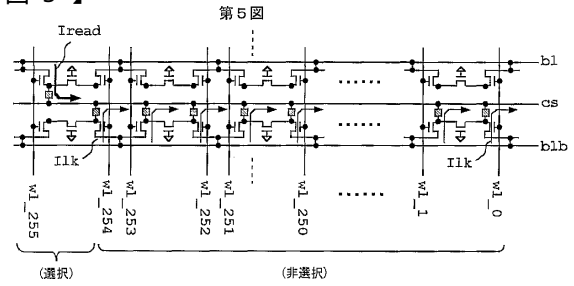 第5図
Iread
bl
cs
blb
Ilk
Ilk
wl_255
wl_254
wl_253
wl_252
wl_251
wl_250
wl_1
wl_0
(選択)
(非選択)